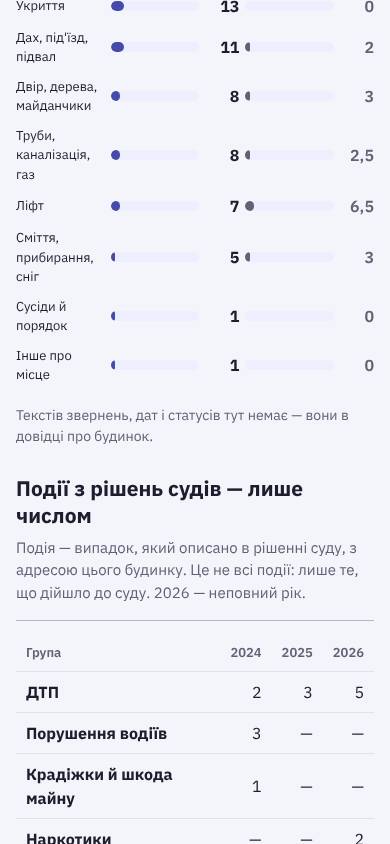 Укриття 13 0
Дах, під'їзд,
підвал 11 2
Двір, дерева,
майданчики 8 3
Труби,
каналізація,
газ 8 2,5
Ліфт 7 6,5
Сміття,
прибирання,
сніг 5 3
Сусіди й
порядок 1 0
Інше про
місце 1 0
Текстів звернень, дат і статусів тут немає — вони в
довідці про будинок.
Події з рішень судів — лише
числом
Подія — випадок, який описано в рішенні суду, з
адресою цього будинку. Це не всі події: лише те,
що дійшло до суду. 2026 — неповний рік.
Група 2024 2025 2026
ДТП 2 3 5
Порушення водіїв 3 — —
Крадіжки й шкода
майну 1 — —
Наркотики — — 2